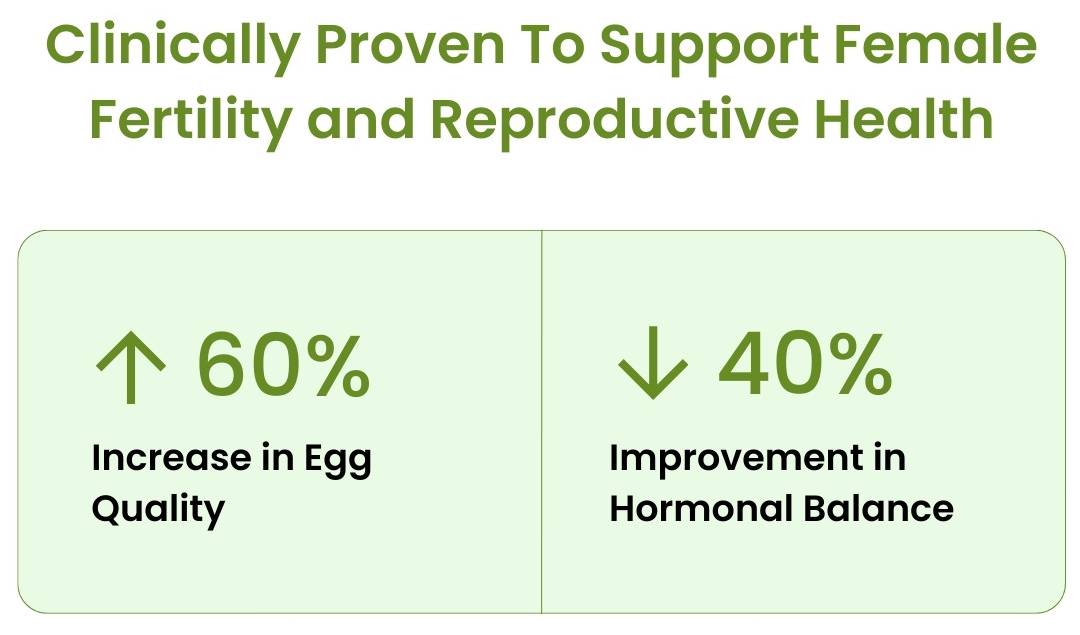 Clinically Proven To Support Female
Fertility and Reproductive Health
↑ 60%
Increase in Egg
Quality
↓ 40%
Improvement in
Hormonal Balance